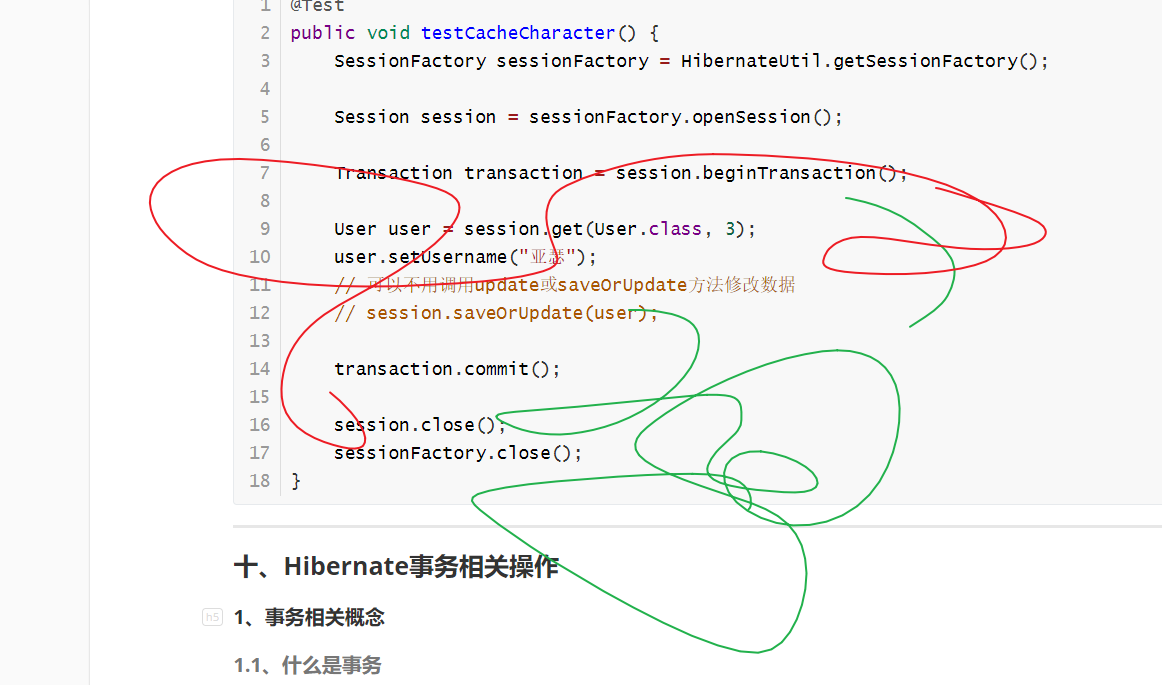 1 @Test
2 public void testCacheCharacter() {
3 SessionFactory sessionFactory = HibernateUtil.getSessionFactory();
4
5 Session session = sessionFactory.openSession();
6
7 Transaction transaction = session.beginTransaction();
8
9 User user = session.get(User.class, 3);
10 user.setUsername("亚瑟");
11 // 可以不用调用update或saveOrUpdate方法修改数据
12 // session.saveOrUpdate(user);
13
14 transaction.commit();
15
16 session.close();
17 sessionFactory.close();
18 }
十、Hibernate事务相关操作
h5 1、事务相关概念
1.1、什么是事务